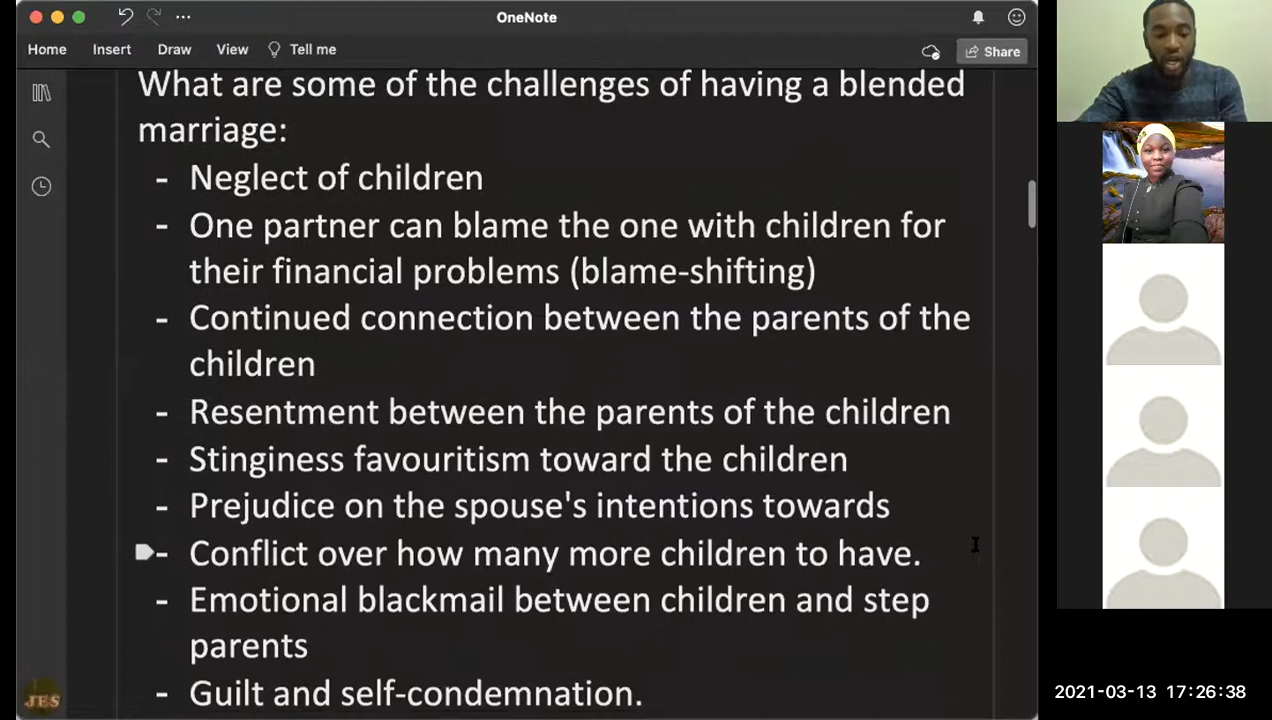 OneNote
Home Insert Draw View Tell me Share
What are some of the challenges of having a blended
marriage:
- Neglect of children
- One partner can blame the one with children for
their financial problems (blame-shifting)
- Continued connection between the parents of the
children
- Resentment between the parents of the children
- Stinginess favouritism toward the children
- Prejudice on the spouse's intentions towards
- Conflict over how many more children to have.
- Emotional blackmail between children and step
parents
- Guilt and self-condemnation.
JES
2021-03-13 17:26:38